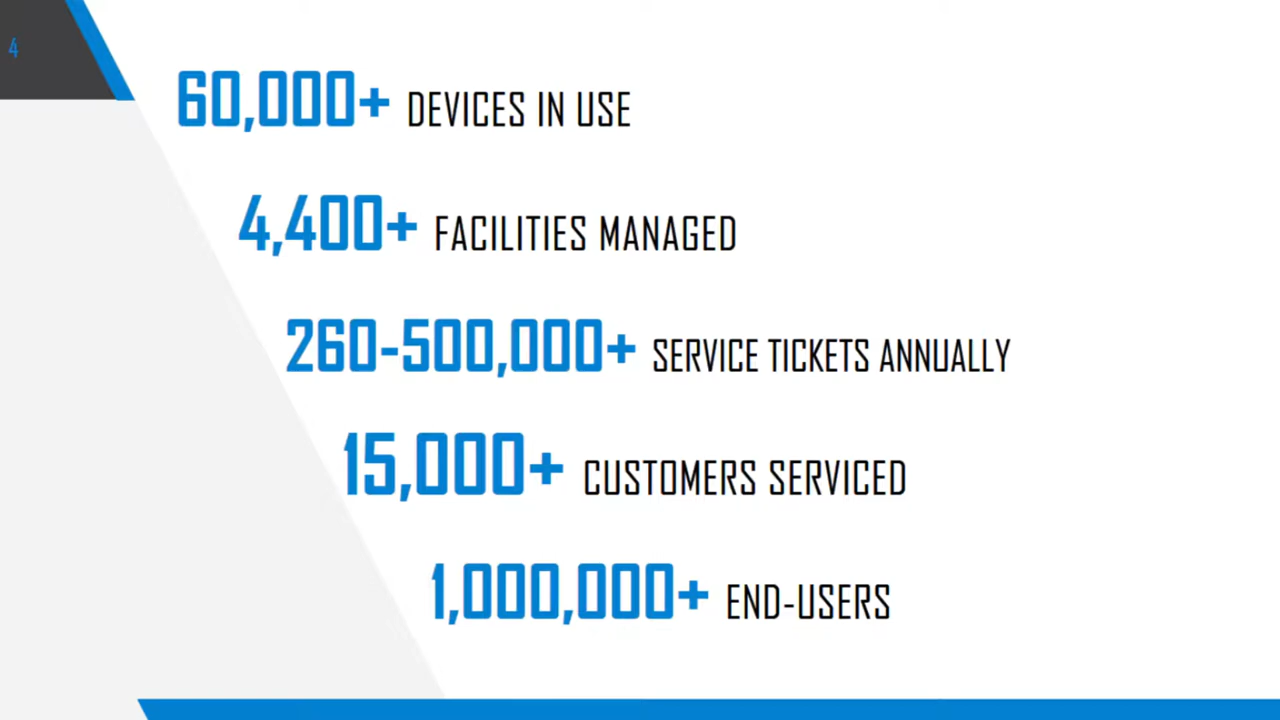 4
60,000+ DEVICES IN USE
4,400+ FACILITIES MANAGED
260-500,000+ SERVICE TICKETS ANNUALLY
15,000+ CUSTOMERS SERVICED
1,000,000+ END-USERS